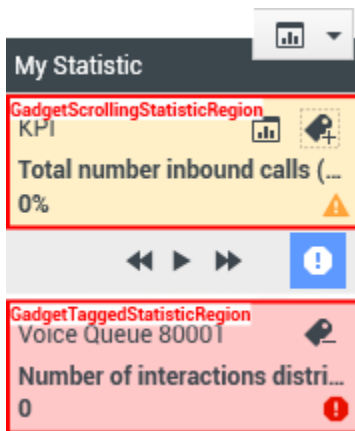 My Statistic
GadgetScrollingStatisticRegion
KPI
Total number inbound calls (...
0%
GadgetTaggedStatisticRegion
Voice Queue 80001
Number of interactions distri...
0